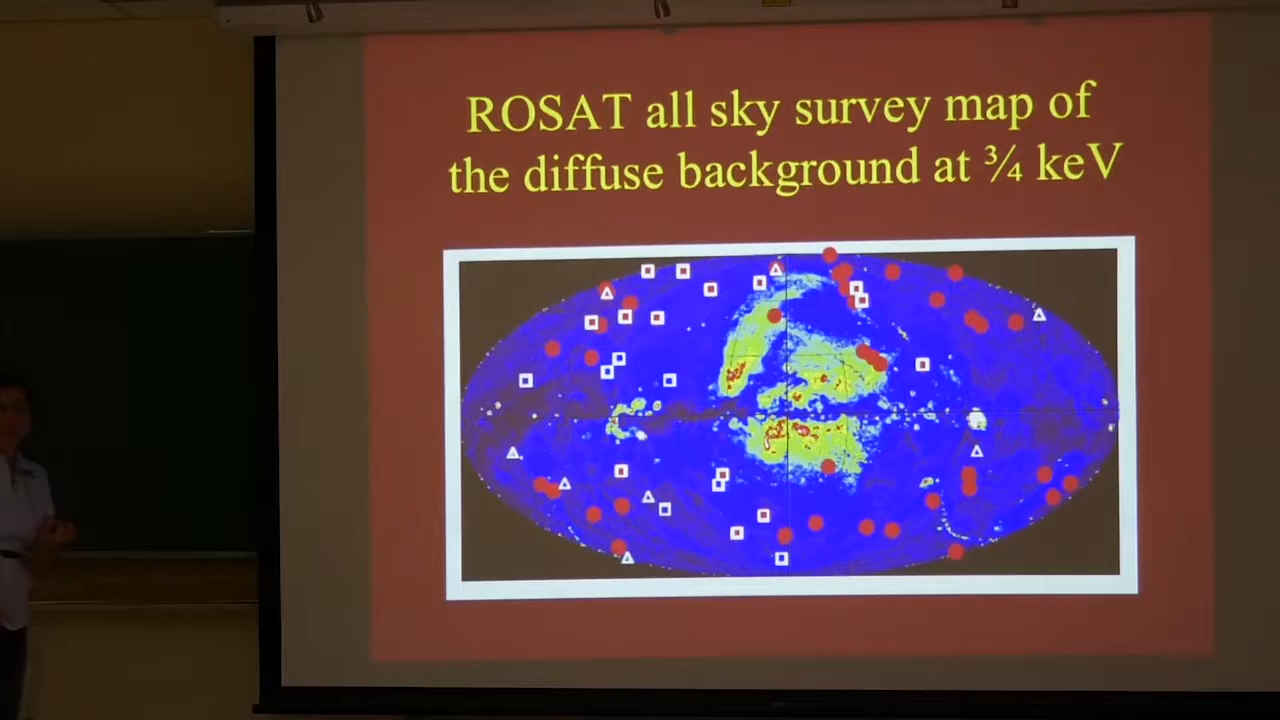 ROSAT all sky survey map of
the diffuse background at ¾ keV